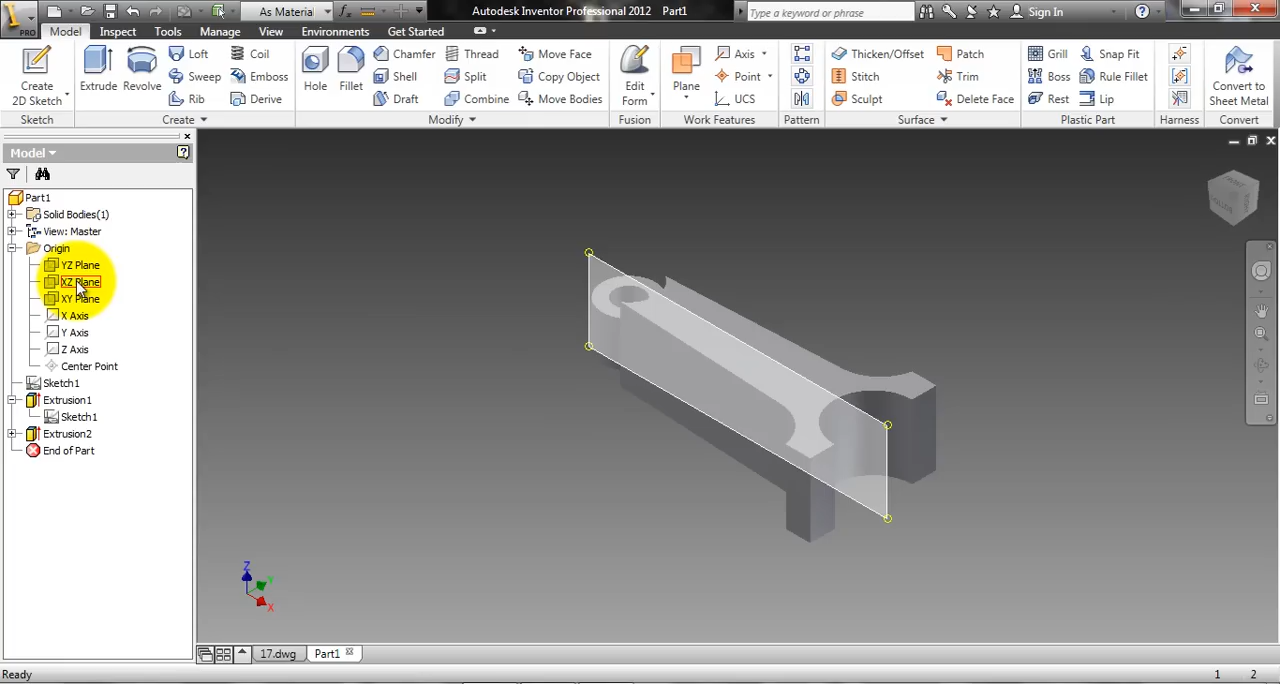 PRO
As Material
Autodesk Inventor Professional 2012 Part1
Type a keyword or phrase
Sign In
Model Inspect Tools Manage View Environments Get Started
Create
2D Sketch
Extrude
Revolve
Loft
Sweep
Rib
Coil
Emboss
Derive
Hole
Fillet
Chamfer
Shell
Draft
Thread
Split
Combine
Move Face
Copy Object
Move Bodies
Edit
Form
Plane
Axis
Point
UCS
Thicken/Offset
Stitch
Sculpt
Patch
Trim
Delete Face
Grill
Boss
Rest
Snap Fit
Rule Fillet
Lip
Convert to
Sheet Metal
Sketch Create Modify Fusion Work Features Pattern Surface Plastic Part Harness Convert
Model
Part1
Solid Bodies(1)
View: Master
Origin
YZ Plane
XZ Plane
XY Plane
X Axis
Y Axis
Z Axis
Center Point
Sketch1
Extrusion1
Sketch1
Extrusion2
End of Part
Z
Y
X
17.dwg
Part1
Ready
1 2